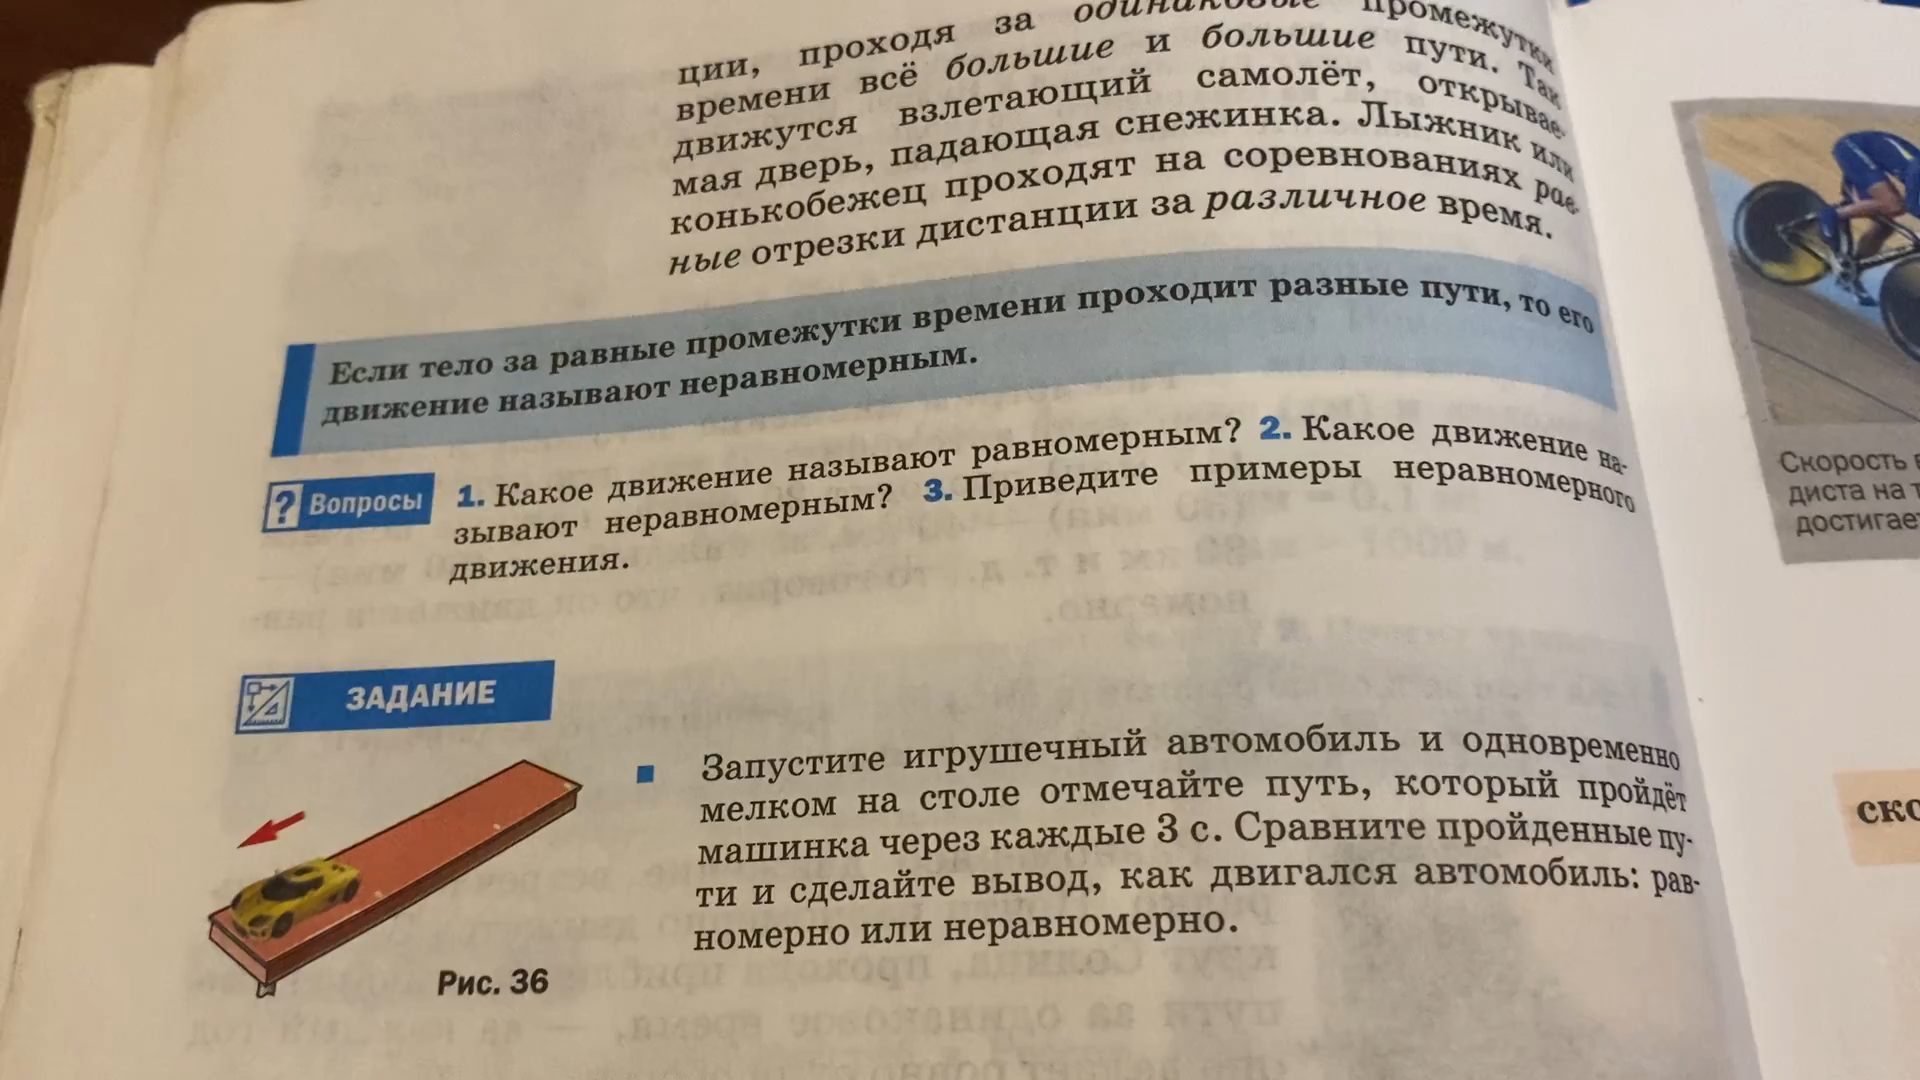 ции, проходя за одинаковые промежутки
времени всё большие и большие пути. Так
движутся взлетающий самолёт, открывае-
мая дверь, падающая снежинка. Лыжник или
конькобежец проходят на соревнованиях рав-
ные отрезки дистанции за различное время.
Если тело за равные промежутки времени проходит разные пути, то его
движение называют неравномерным.
? Вопросы
1. Какое движение называют равномерным? 2. Какое движение на-
зывают неравномерным? 3. Приведите примеры неравномерного
движения.
ЗАДАНИЕ
Запустите игрушечный автомобиль и одновременно
мелком на столе отмечайте путь, который пройдёт
машинка через каждые 3 с. Сравните пройденные пу-
ти и сделайте вывод, как двигался автомобиль: рав-
номерно или неравномерно.
Рис. 36
Скорость
диста на
достигает